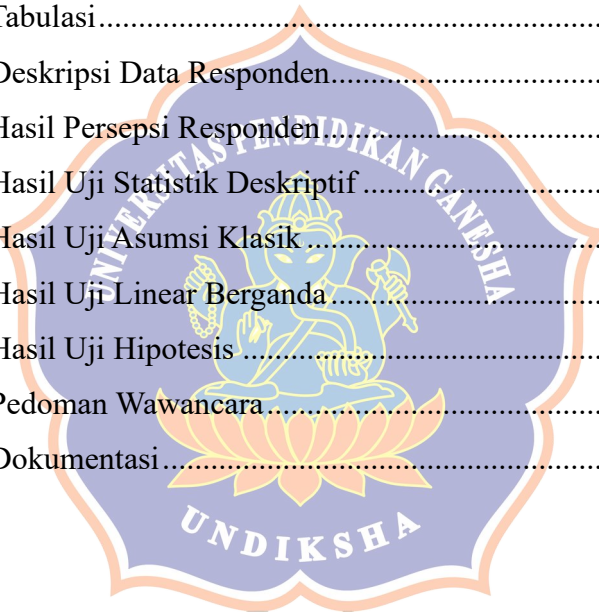 Tabulasi
Deskripsi Data Responden
Hasil Persepsi Responden
Hasil Uji Statistik Deskriptif
Hasil Uji Asumsi Klasik
Hasil Uji Linear Berganda
Hasil Uji Hipotesis
Pedoman Wawancara
Dokumentasi
UNIVERSITAS PENDIDIKAN GANESHA
UNDIKSHA